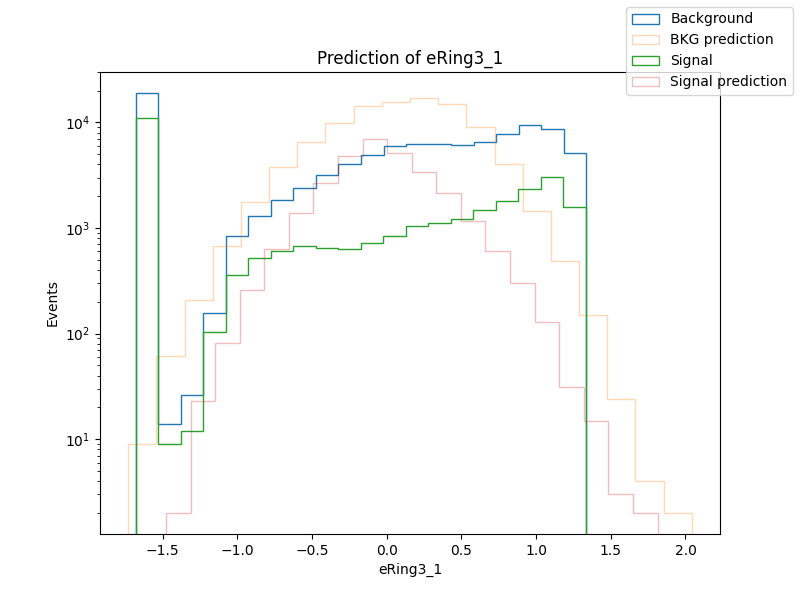 Prediction of eRing3_1
Background
BKG prediction
Signal
Signal prediction
Events
10⁴
10³
10²
10¹
−1.5 −1.0 −0.5 0.0 0.5 1.0 1.5 2.0
eRing3_1